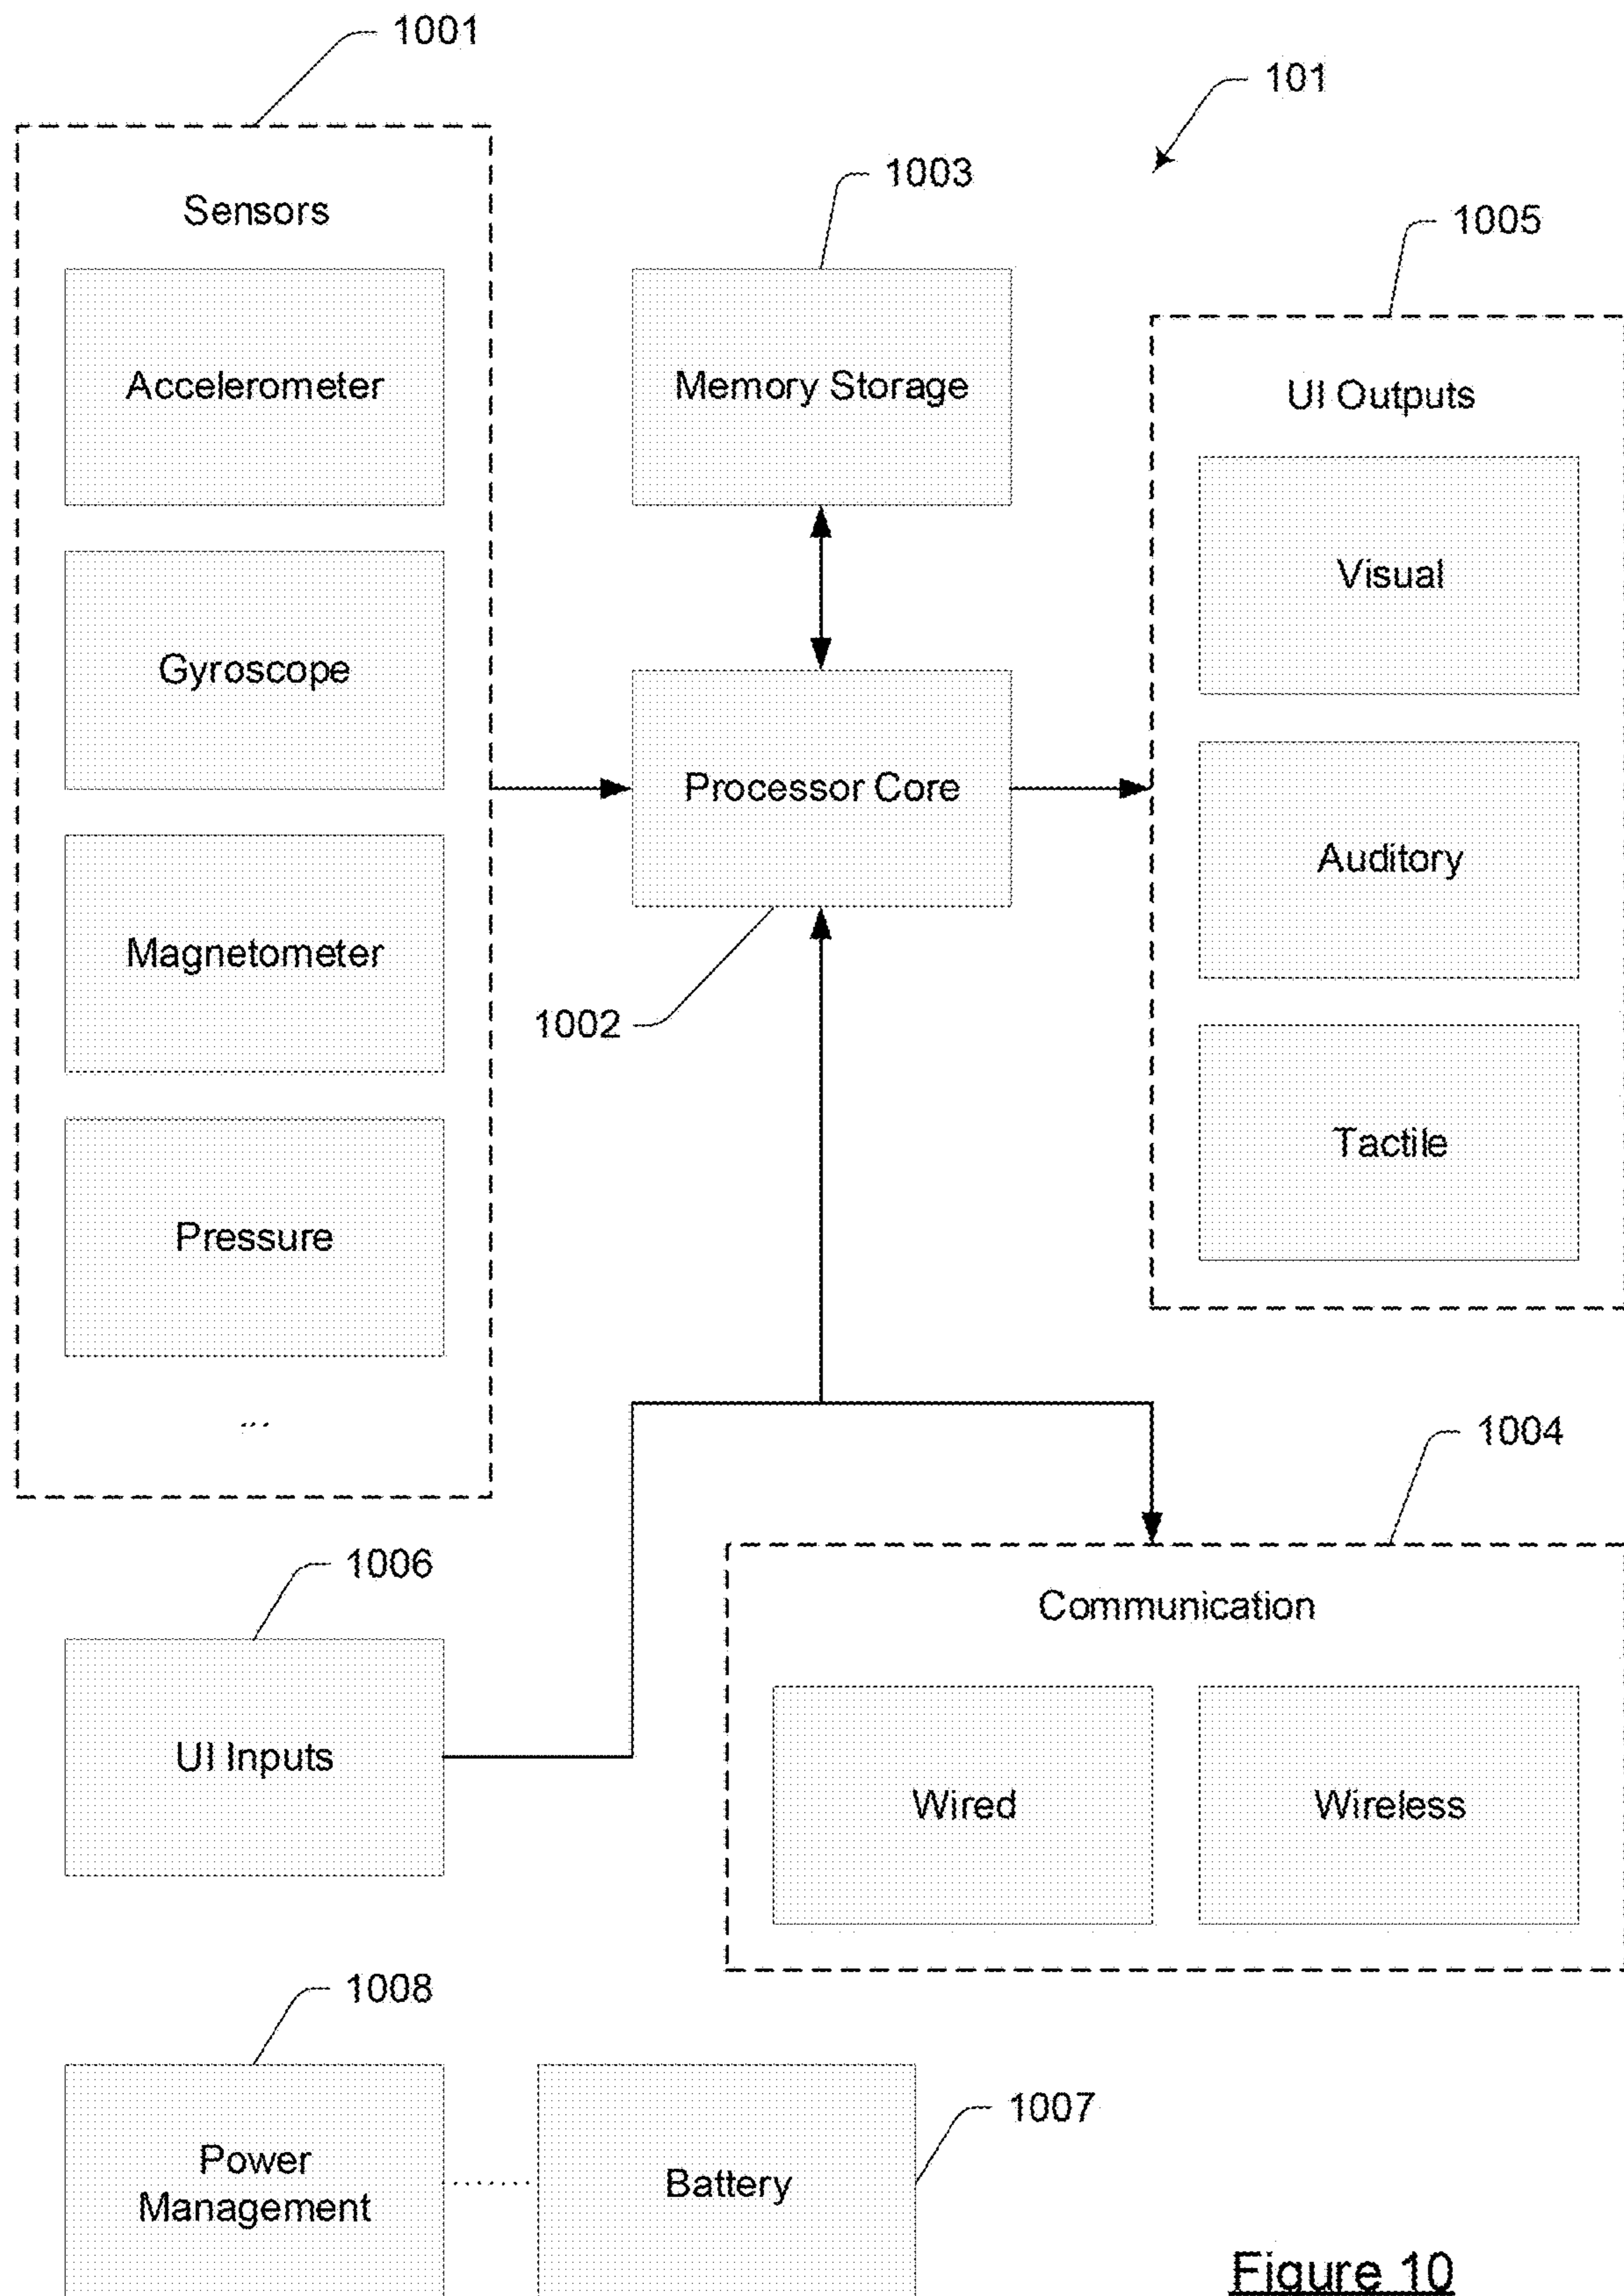 1001
101
1003
1005
Sensors
Accelerometer
Memory Storage
UI Outputs
Visual
Gyroscope
Processor Core
Auditory
Magnetometer
1002
Tactile
Pressure
...
1004
1006
Communication
UI Inputs
Wired
Wireless
1008
1007
Power
Management
Battery
Figure 10